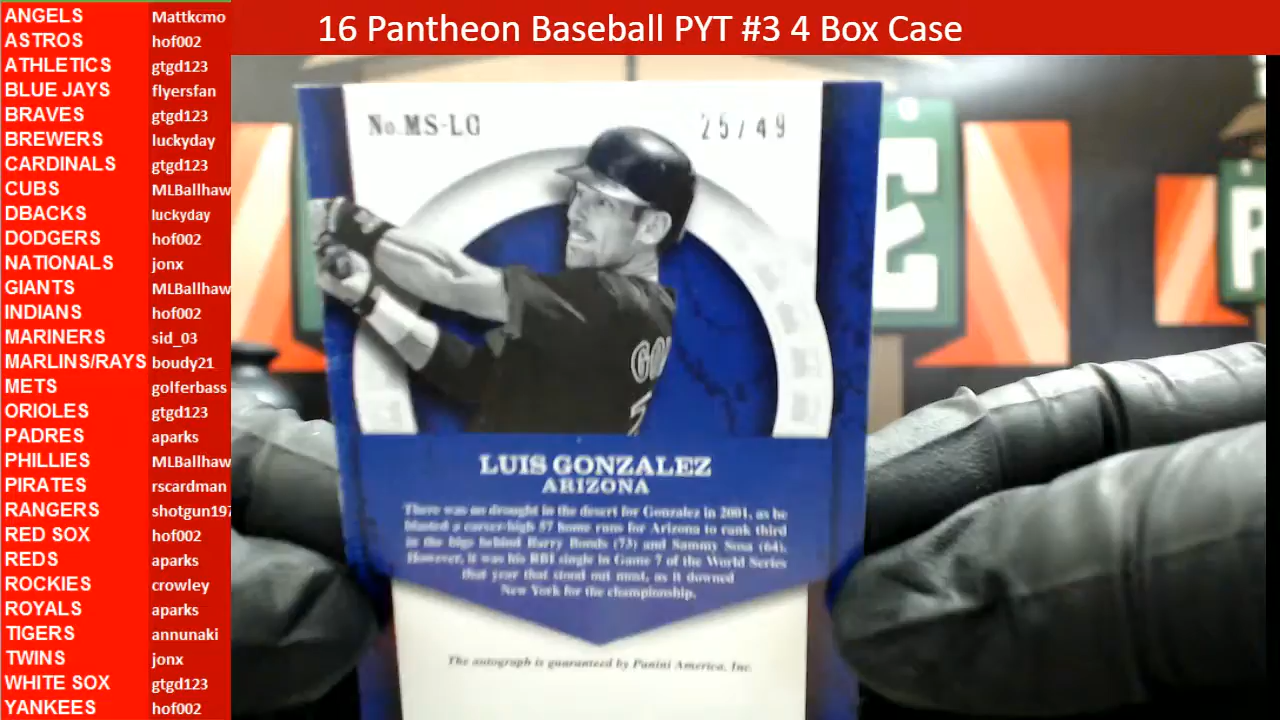 16 Pantheon Baseball PYT #3 4 Box Case
ANGELS Mattkcmo
ASTROS hof002
ATHLETICS gtgd123
BLUE JAYS flyersfan
BRAVES gtgd123
BREWERS luckyday
CARDINALS gtgd123
CUBS MLBallhaw
DBACKS luckyday
DODGERS hof002
NATIONALS jonx
GIANTS MLBallhaw
INDIANS hof002
MARINERS sid_03
MARLINS/RAYS boudy21
METS golferbass
ORIOLES gtgd123
PADRES aparks
PHILLIES MLBallhaw
PIRATES rscardman
RANGERS shotgun197
RED SOX hof002
REDS aparks
ROCKIES crowley
ROYALS aparks
TIGERS annunaki
TWINS jonx
WHITE SOX gtgd123
YANKEES hof002
No. MS-LG
25/49
GO
5
LUIS GONZALEZ
ARIZONA
There was no drought in the desert for Gonzalez in 2001, as he
blasted a career-high 57 home runs for Arizona to rank third
in the bigs behind Barry Bonds (73) and Sammy Sosa (64).
However, it was his RBI single in Game 7 of the World Series
that year that stood out most, as it downed
New York for the championship.
The autograph is guaranteed by Panini America, Inc.